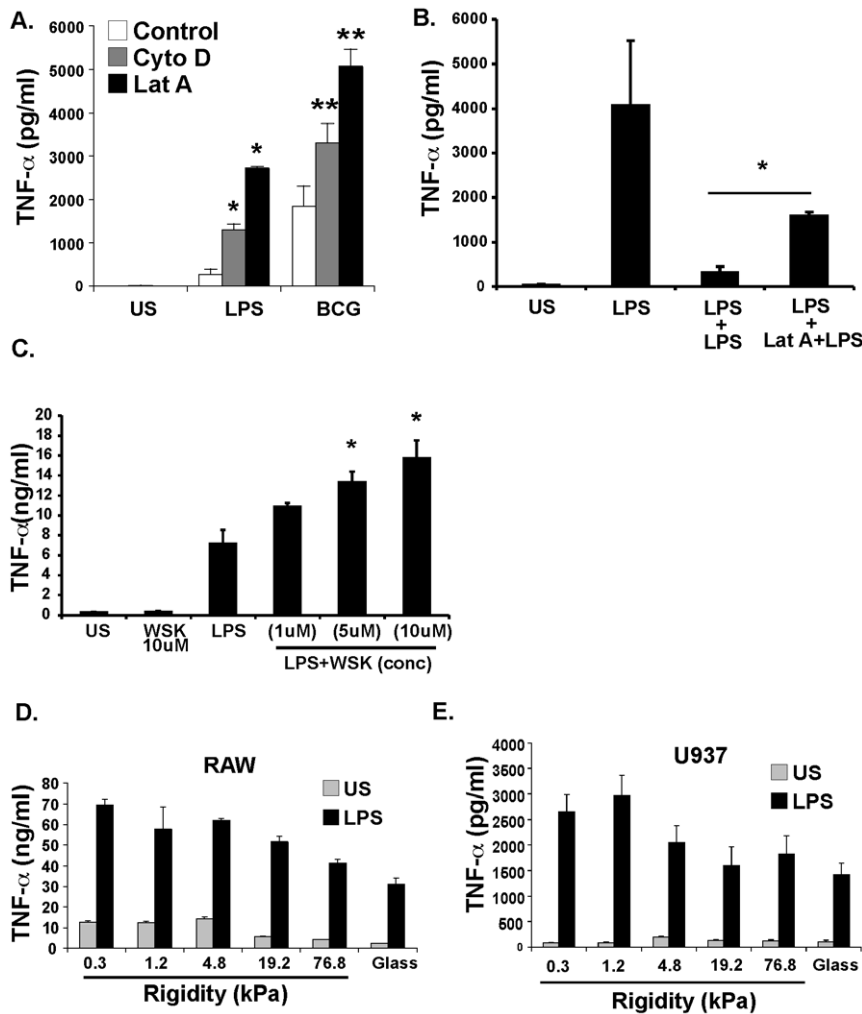 A.
Control
Cyto D
Lat A
TNF-α (pg/ml)
6000
5000
4000
3000
2000
1000
0
*
*
**
**
US
LPS
BCG
B.
TNF-α (pg/ml)
6000
5000
4000
3000
2000
1000
0
*
US
LPS
LPS
+
LPS
LPS
+
Lat A+LPS
C.
TNF-α(ng/ml)
20
18
16
14
12
10
8
6
4
2
0
*
*
US
WSK
10uM
LPS
(1uM)
(5uM)
(10uM)
LPS+WSK (conc)
D.
RAW
US
LPS
TNF-α (ng/ml)
80
70
60
50
40
30
20
10
0
0.3
1.2
4.8
19.2
76.8
Glass
Rigidity (kPa)
E.
U937
US
LPS
TNF-α (pg/ml)
4000
3500
3000
2500
2000
1500
1000
500
0
0.3
1.2
4.8
19.2
76.8
Glass
Rigidity (kPa)